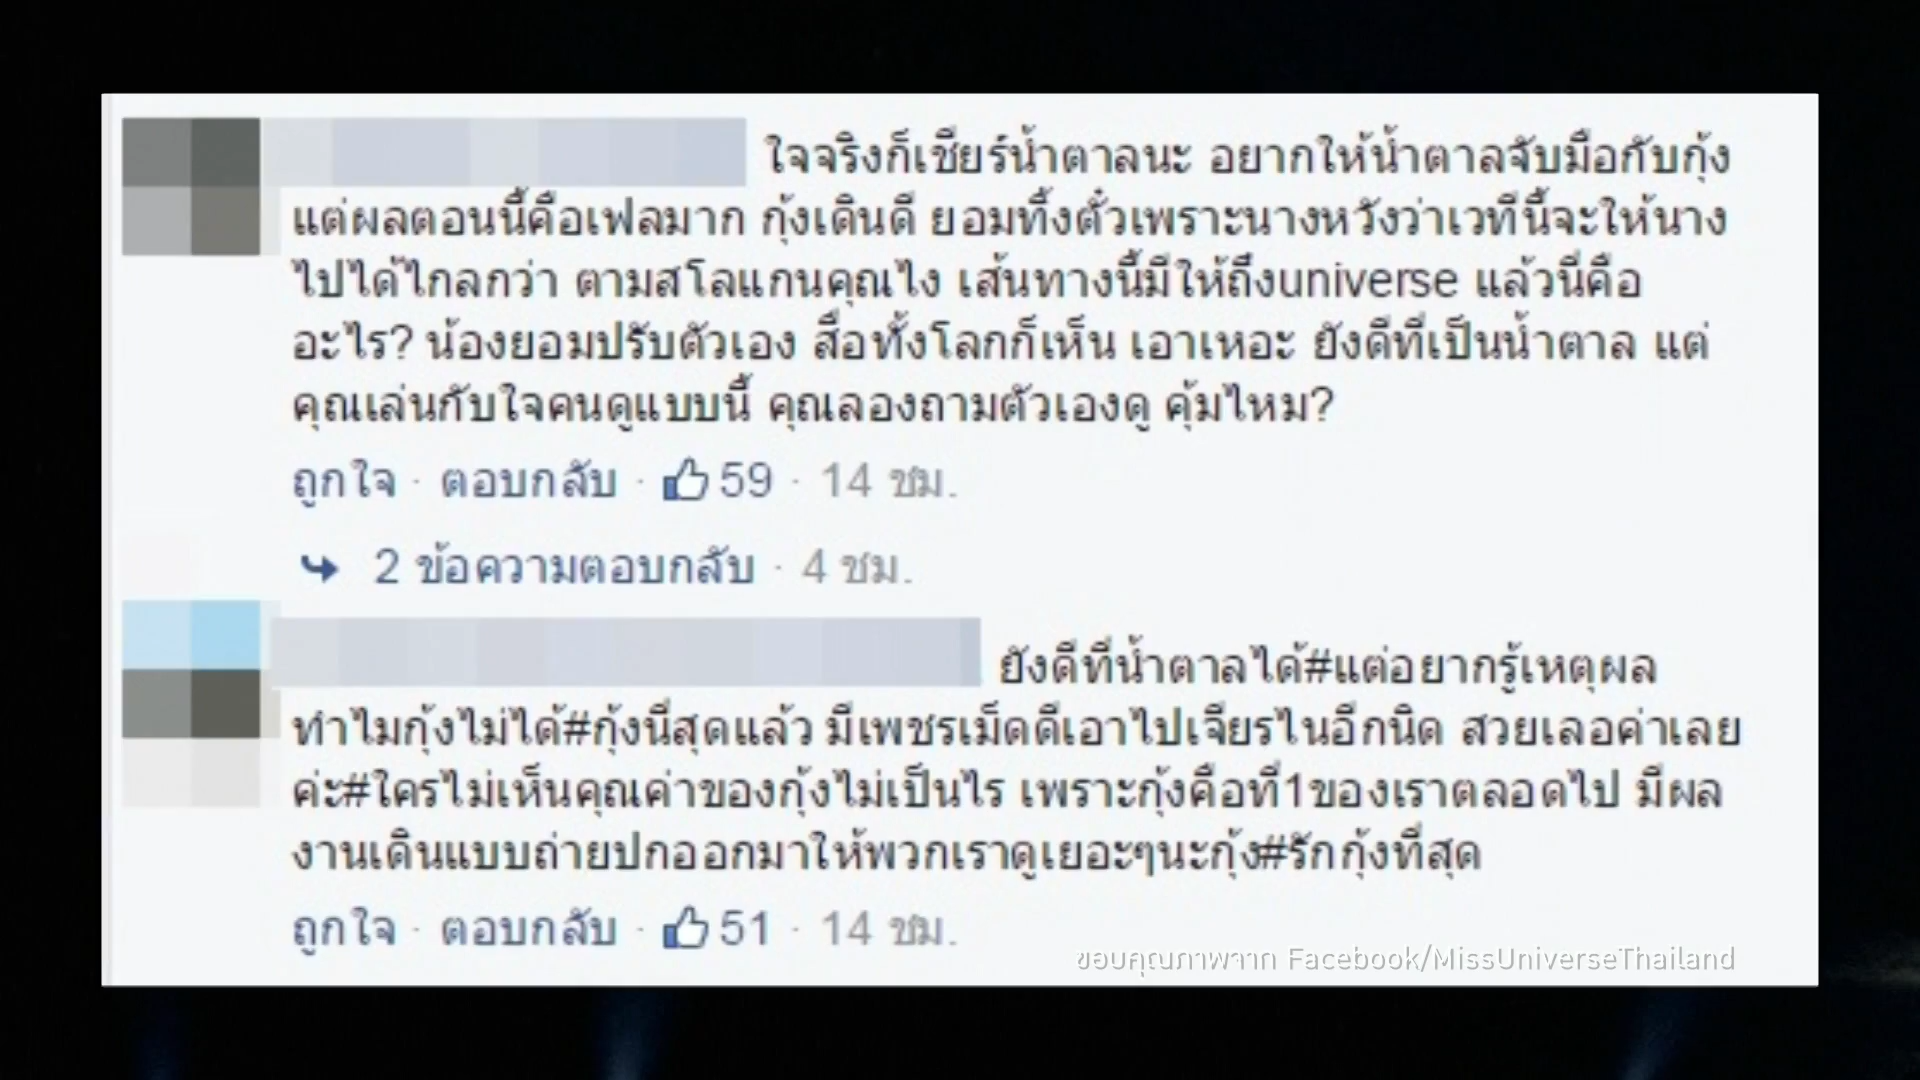 ใจจริงก็เชียร์น้ำตาลนะ อยากให้น้ำตาลจับมือกับกุ้ง
แต่ผลตอนนี้คือเฟลมาก กุ้งเดินดี ยอมทิ้งตั๋วเพราะนางหวังว่าเวทีนี้จะให้นาง
ไปได้ไกลกว่า ตามสโลแกนคุณไง เส้นทางนี้มีให้ถึงuniverse แล้วนี่คือ
อะไร? น้องยอมปรับตัวเอง สื่อทั้งโลกก็เห็น เอาเหอะ ยังดีที่เป็นน้ำตาล แต่
คุณเล่นกับใจคนดูแบบนี้ คุณลองถามตัวเองดู คุ้มไหม?
ถูกใจ · ตอบกลับ · 59 · 14 ชม.
2 ข้อความตอบกลับ · 4 ชม.
ยังดีที่น้ำตาลได้#แต่อยากรู้เหตุผล
ทำไมกุ้งไม่ได้#กุ้งนี่สุดแล้ว มีเพชรเม็ดดีเอาไปเจียรไนอีกนิด สวยเลอค่าเลย
ค่ะ#ใครไม่เห็นคุณค่าของกุ้งไม่เป็นไร เพราะกุ้งคือที่1ของเราตลอดไป มีผล
งานเดินแบบถ่ายปกออกมาให้พวกเราดูเยอะๆนะกุ้ง#รักกุ้งที่สุด
ถูกใจ · ตอบกลับ · 51 · 14 ชม.
ขอบคุณภาพจาก Facebook/MissUniverseThailand